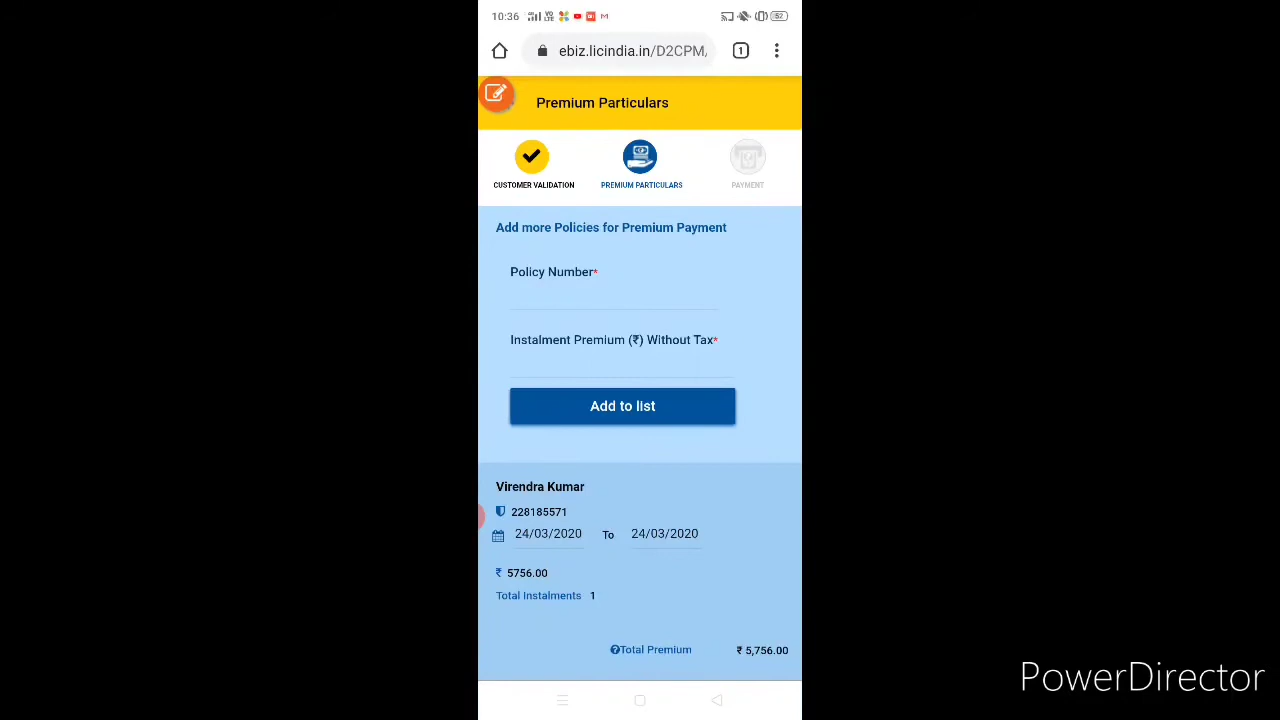 10:36
52
ebiz.licindia.in/D2CPM/
1
Premium Particulars
CUSTOMER VALIDATION
PREMIUM PARTICULARS
PAYMENT
Add more Policies for Premium Payment
Policy Number*
Instalment Premium (₹) Without Tax*
Add to list
Virendra Kumar
228185571
24/03/2020 To 24/03/2020
₹ 5756.00
Total Instalments 1
Total Premium ₹ 5,756.00
PowerDirector